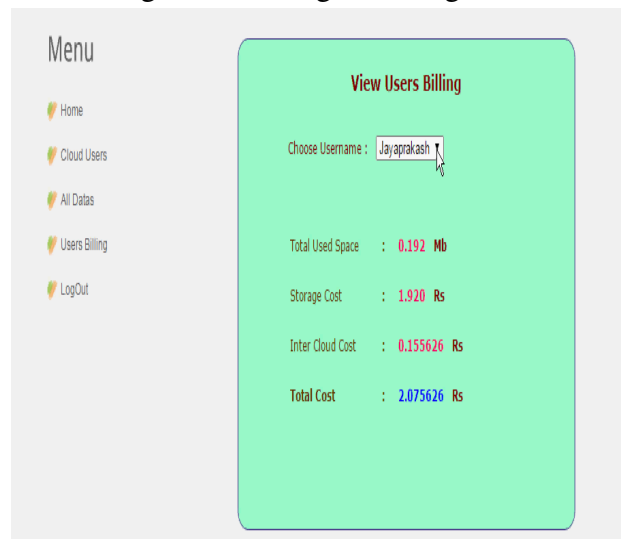 Menu
Home
Cloud Users
All Datas
Users Billing
LogOut
View Users Billing
Choose Username : Jayaprakash
Total Used Space : 0.192 Mb
Storage Cost : 1.920 Rs
Inter Cloud Cost : 0.155626 Rs
Total Cost : 2.075626 Rs